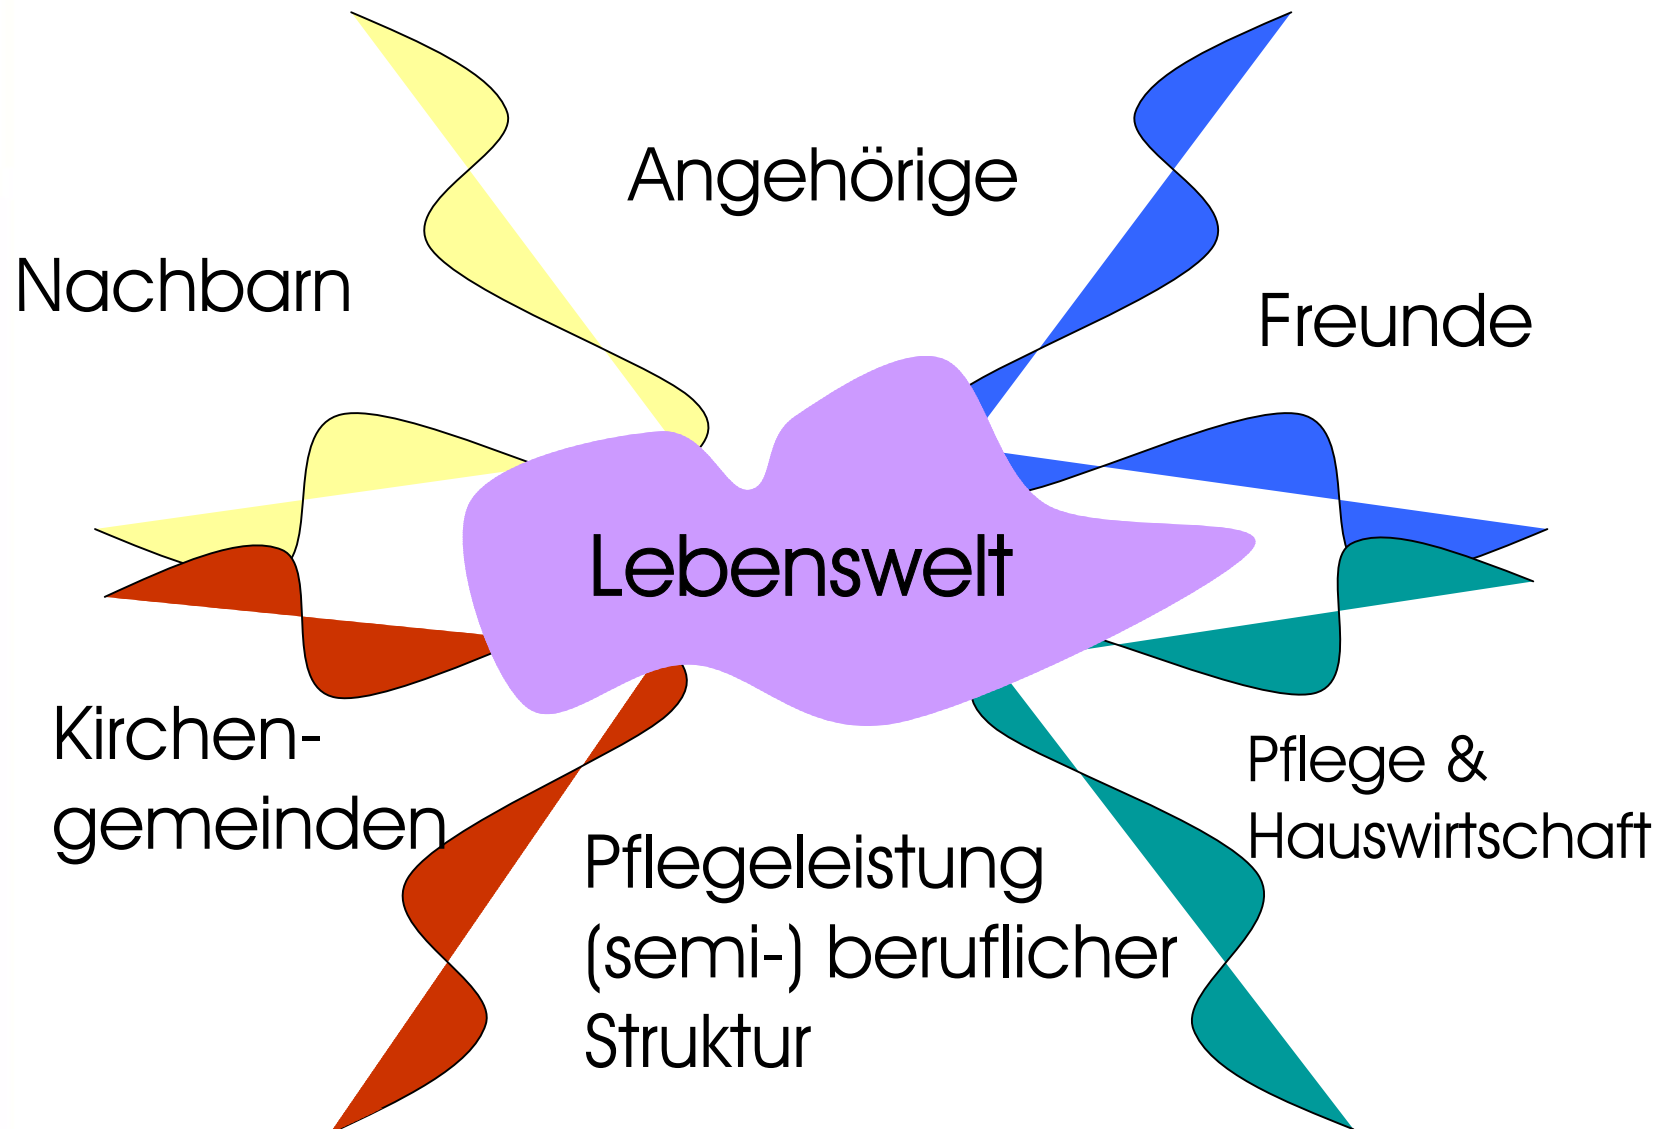 Angehörige
Nachbarn
Freunde
Lebenswelt
Kirchen-
gemeinden
Pflege &
Hauswirtschaft
Pflegeleistung
(semi-) beruflicher
Struktur